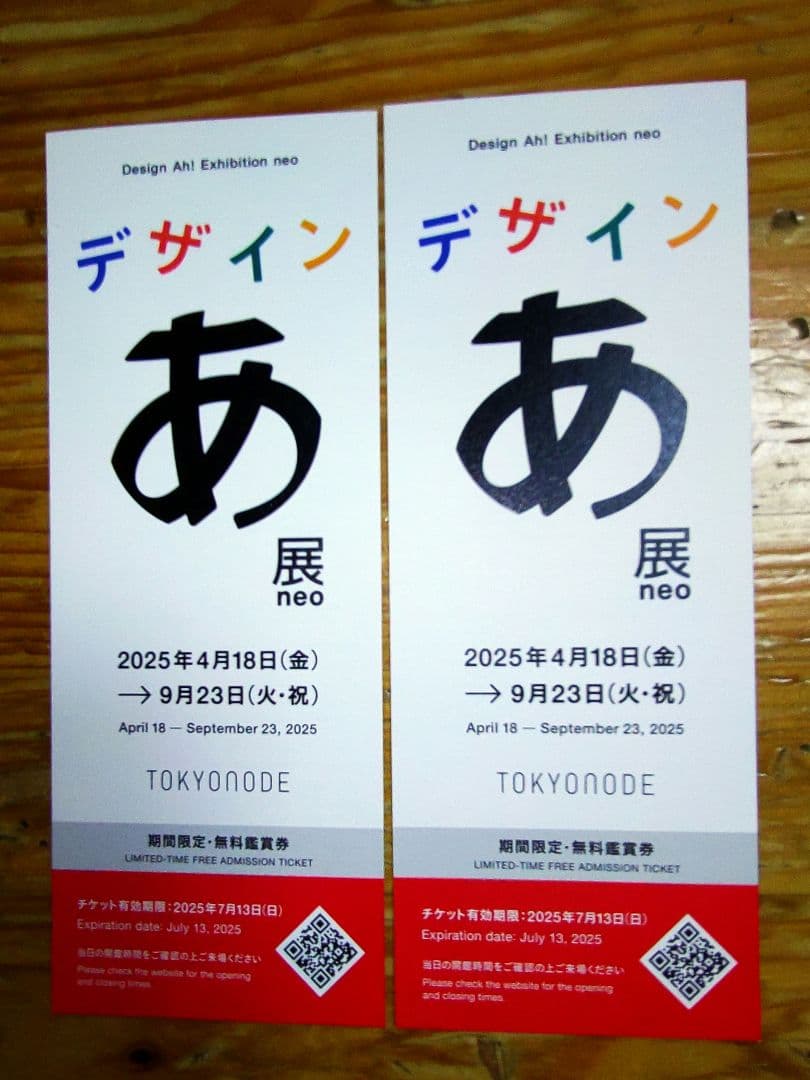 Design Ah! Exhibition neo
デザイン
あ
展
neo
2025年4月18日(金)
→9月23日(火・祝)
April 18 — September 23, 2025
TOKYO NODE
期間限定・無料鑑賞券
LIMITED-TIME FREE ADMISSION TICKET
チケット有効期限：2025年7月13日(日)
Expiration date: July 13, 2025
当日の開館時間をご確認の上ご来場ください
Please check the website for the opening
and closing times
Design Ah! Exhibition neo
デザイン
あ
展
neo
2025年4月18日(金)
→9月23日(火・祝)
April 18 — September 23, 2025
TOKYO NODE
期間限定・無料鑑賞券
LIMITED-TIME FREE ADMISSION TICKET
チケット有効期限：2025年7月13日(日)
Expiration date: July 13, 2025
当日の開館時間をご確認の上ご来場ください
Please check the website for the opening
and closing times